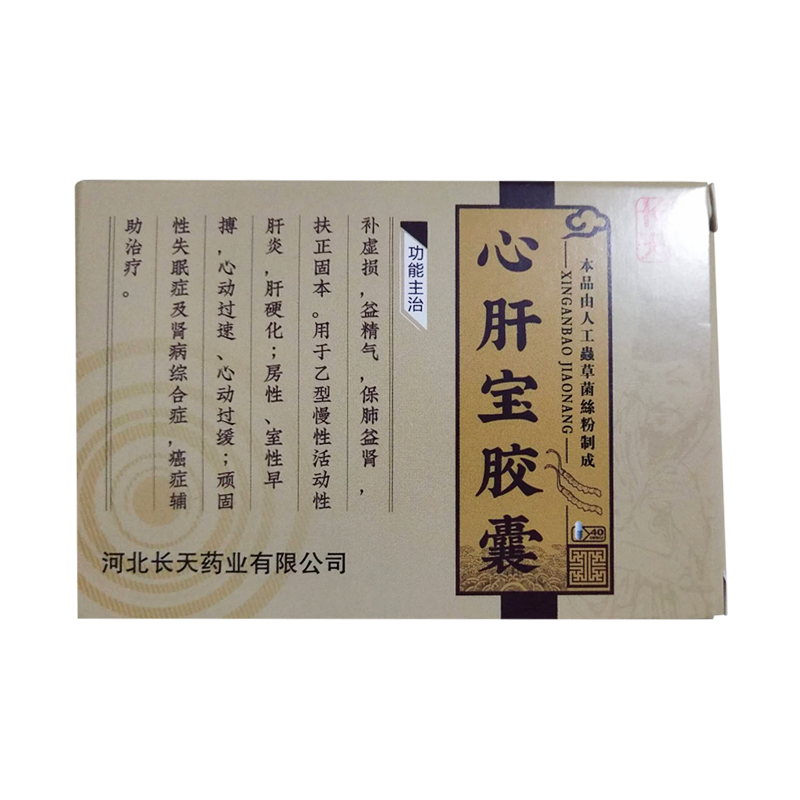 长天
本品由人工蟲草菌絲粉制成
XINGANBAO JIAONANG
心肝宝胶囊
40
功能主治
补虚损，益精气，保肺益肾，
扶正固本。用于乙型慢性活动性
肝炎，肝硬化；房性、室性早
搏，心动过速、心动过缓；顽固
性失眠症及肾病综合症，癌症辅
助治疗。
河北长天药业有限公司